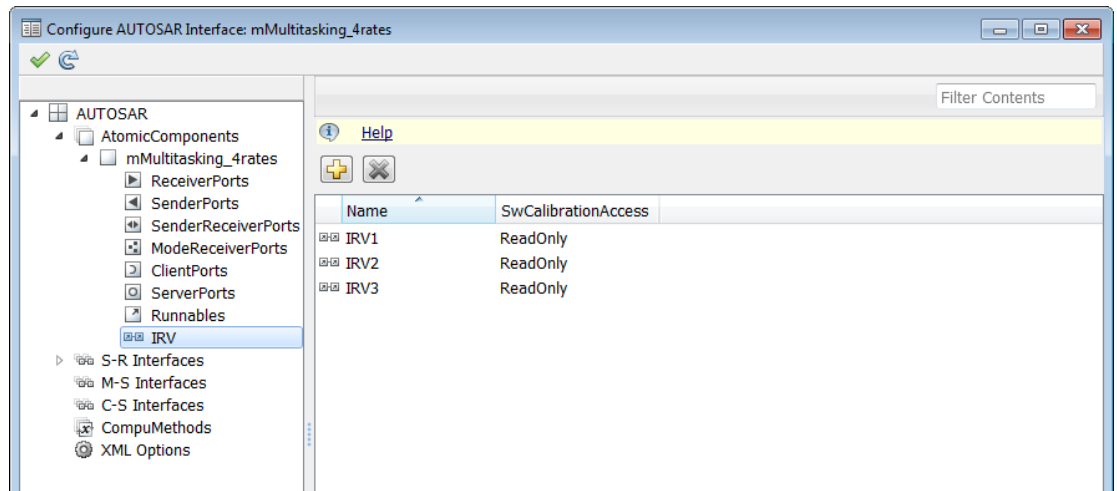 Configure AUTOSAR Interface: mMultitasking_4rates
Filter Contents
AUTOSAR
AtomicComponents
mMultitasking_4rates
ReceiverPorts
SenderPorts
SenderReceiverPorts
ModeReceiverPorts
ClientPorts
ServerPorts
Runnables
IRV
S-R Interfaces
M-S Interfaces
C-S Interfaces
CompuMethods
XML Options
Help
Name SwCalibrationAccess
IRV1 ReadOnly
IRV2 ReadOnly
IRV3 ReadOnly